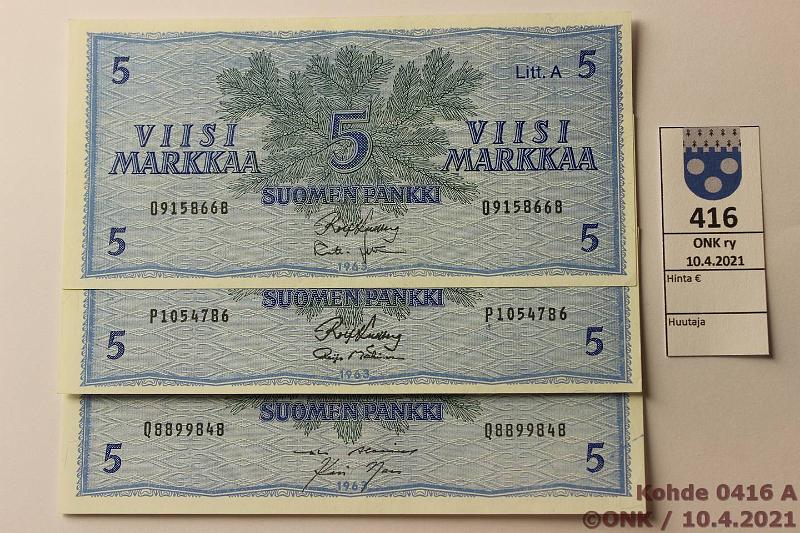 5 Litt. A 5
VIISI 5 VIISI
MARKKAA MARKKAA
SUOMEN PANKKI
Q9158668 Q9158668
5 5
1963
SUOMEN PANKKI
P1054786 P1054786
5 5
1963
SUOMEN PANKKI
Q8899848 Q8899848
5 5
1963
416
ONK ry
10.4.2021
Hinta €
Huutaja
Kohde 0416 A
©ONK / 10.4.2021